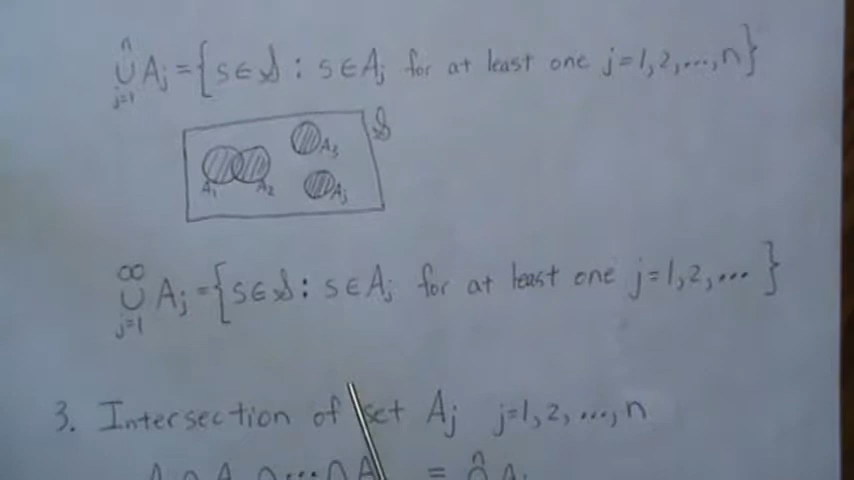 n
∪ A_j = { s ∈ 𝒮 : s ∈ A_j for at least one j=1,2,...,n }
j=1
𝒮
A_3
A_1 A_2 A_j
∞
∪ A_j = { s ∈ 𝒮 : s ∈ A_j for at least one j=1,2,... }
j=1
3. Intersection of set A_j j=1,2,...,n
n
A ∩ A ∩ ... ∩ A = ∩ A_j